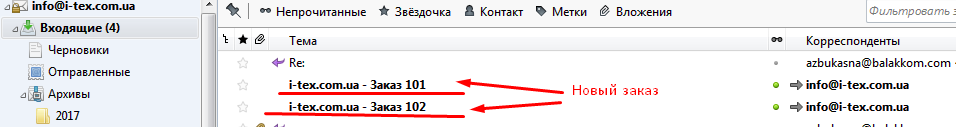 info@i-tex.com.ua
Входящие (4)
Черновики
Отправленные
Архивы
2017
Непрочитанные Звёздочка Контакт Метки Вложения
Фильтровать
Тема Корреспонденты
Re: azbukasna@balakkom.com
i-tex.com.ua - Заказ 101 info@i-tex.com.ua
Новый заказ
i-tex.com.ua - Заказ 102 info@i-tex.com.ua